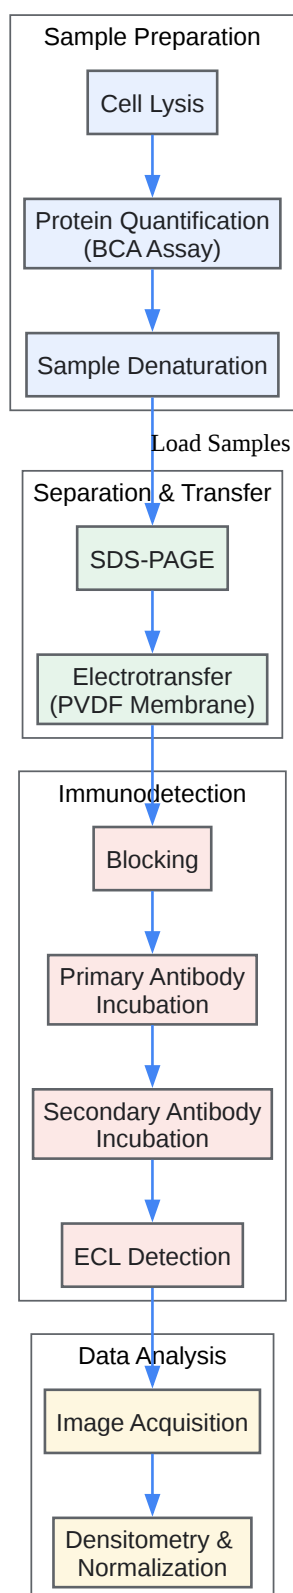 Sample Preparation
Cell Lysis
Protein Quantification
(BCA Assay)
Sample Denaturation
Load Samples
Separation & Transfer
SDS-PAGE
Electrotransfer
(PVDF Membrane)
Immunodetection
Blocking
Primary Antibody
Incubation
Secondary Antibody
Incubation
ECL Detection
Data Analysis
Image Acquisition
Densitometry &
Normalization